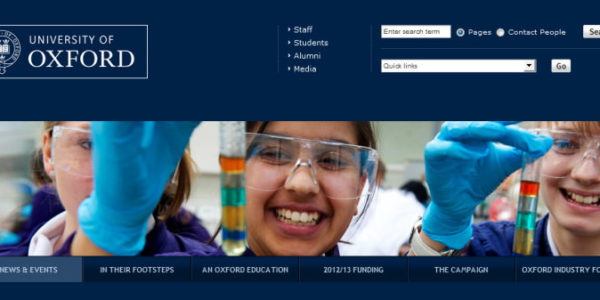 UNIVERSITY OF
OXFORD
Staff
Students
Alumni
Media
Enter search term
Pages
Contact People
Sea
Quick links
Go
NEWS & EVENTS
IN THEIR FOOTSTEPS
AN OXFORD EDUCATION
2012/13 FUNDING
THE CAMPAIGN
OXFORD INDUSTRY FO